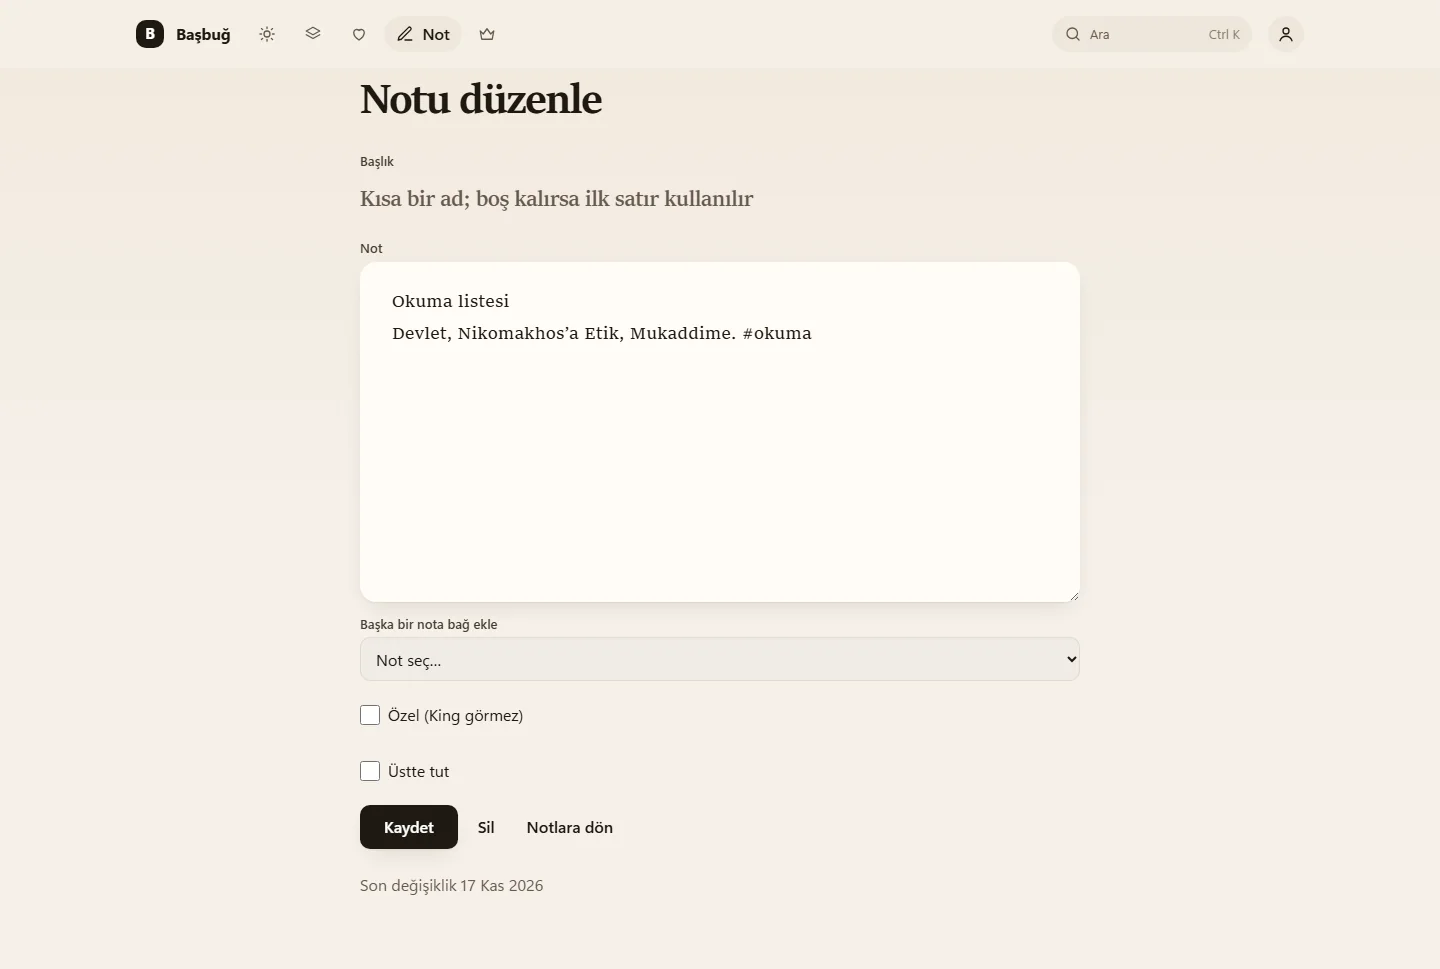 B Başbuğ Not Ara Ctrl K
Notu düzenle
Başlık
Kısa bir ad; boş kalırsa ilk satır kullanılır
Not
Okuma listesi
Devlet, Nikomakhos’a Etik, Mukaddime. #okuma
Başka bir nota bağ ekle
Not seç…
Özel (King görmez)
Üstte tut
Kaydet Sil Notlara dön
Son değişiklik 17 Kas 2026